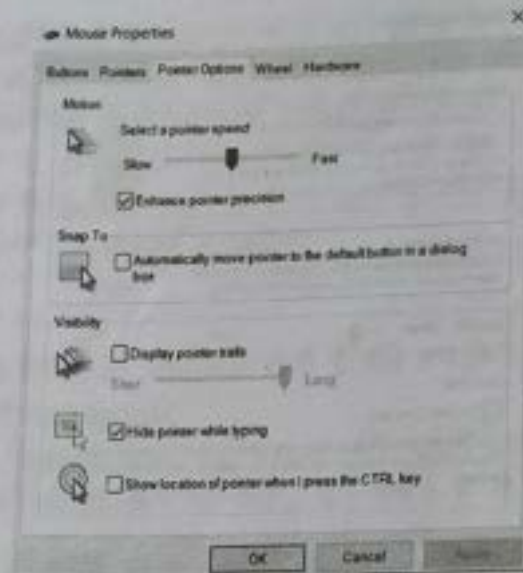 Mouse Properties
Buttons Pointers Pointer Options Wheel Hardware
Motion
Select a pointer speed
Slow Fast
Enhance pointer precision
Snap To
Automatically move pointer to the default button in a dialog
box
Visibility
Display pointer trails
Short Long
Hide pointer while typing
Show location of pointer when I press the CTRL key
OK Cancel Apply